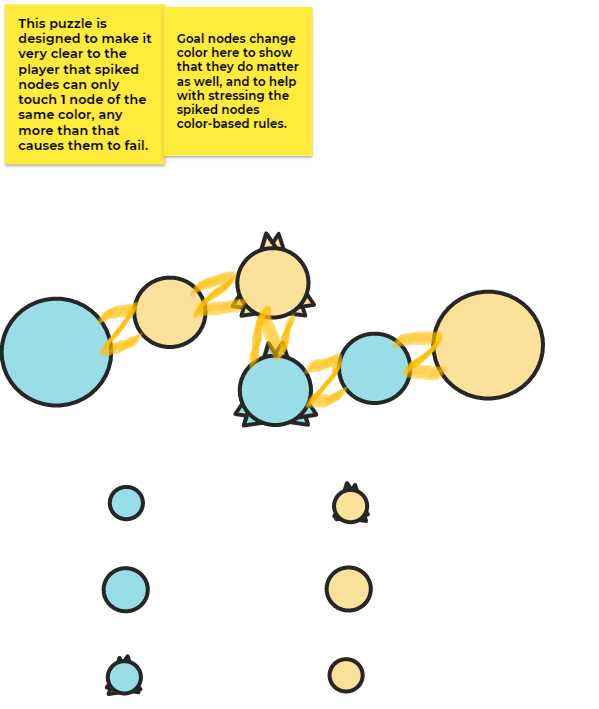 This puzzle is
designed to make it
very clear to the
player that spiked
nodes can only
touch 1 node of the
same color, any
more than that
causes them to fail.
Goal nodes change
color here to show
that they do matter
as well, and to help
with stressing the
spiked nodes
color-based rules.